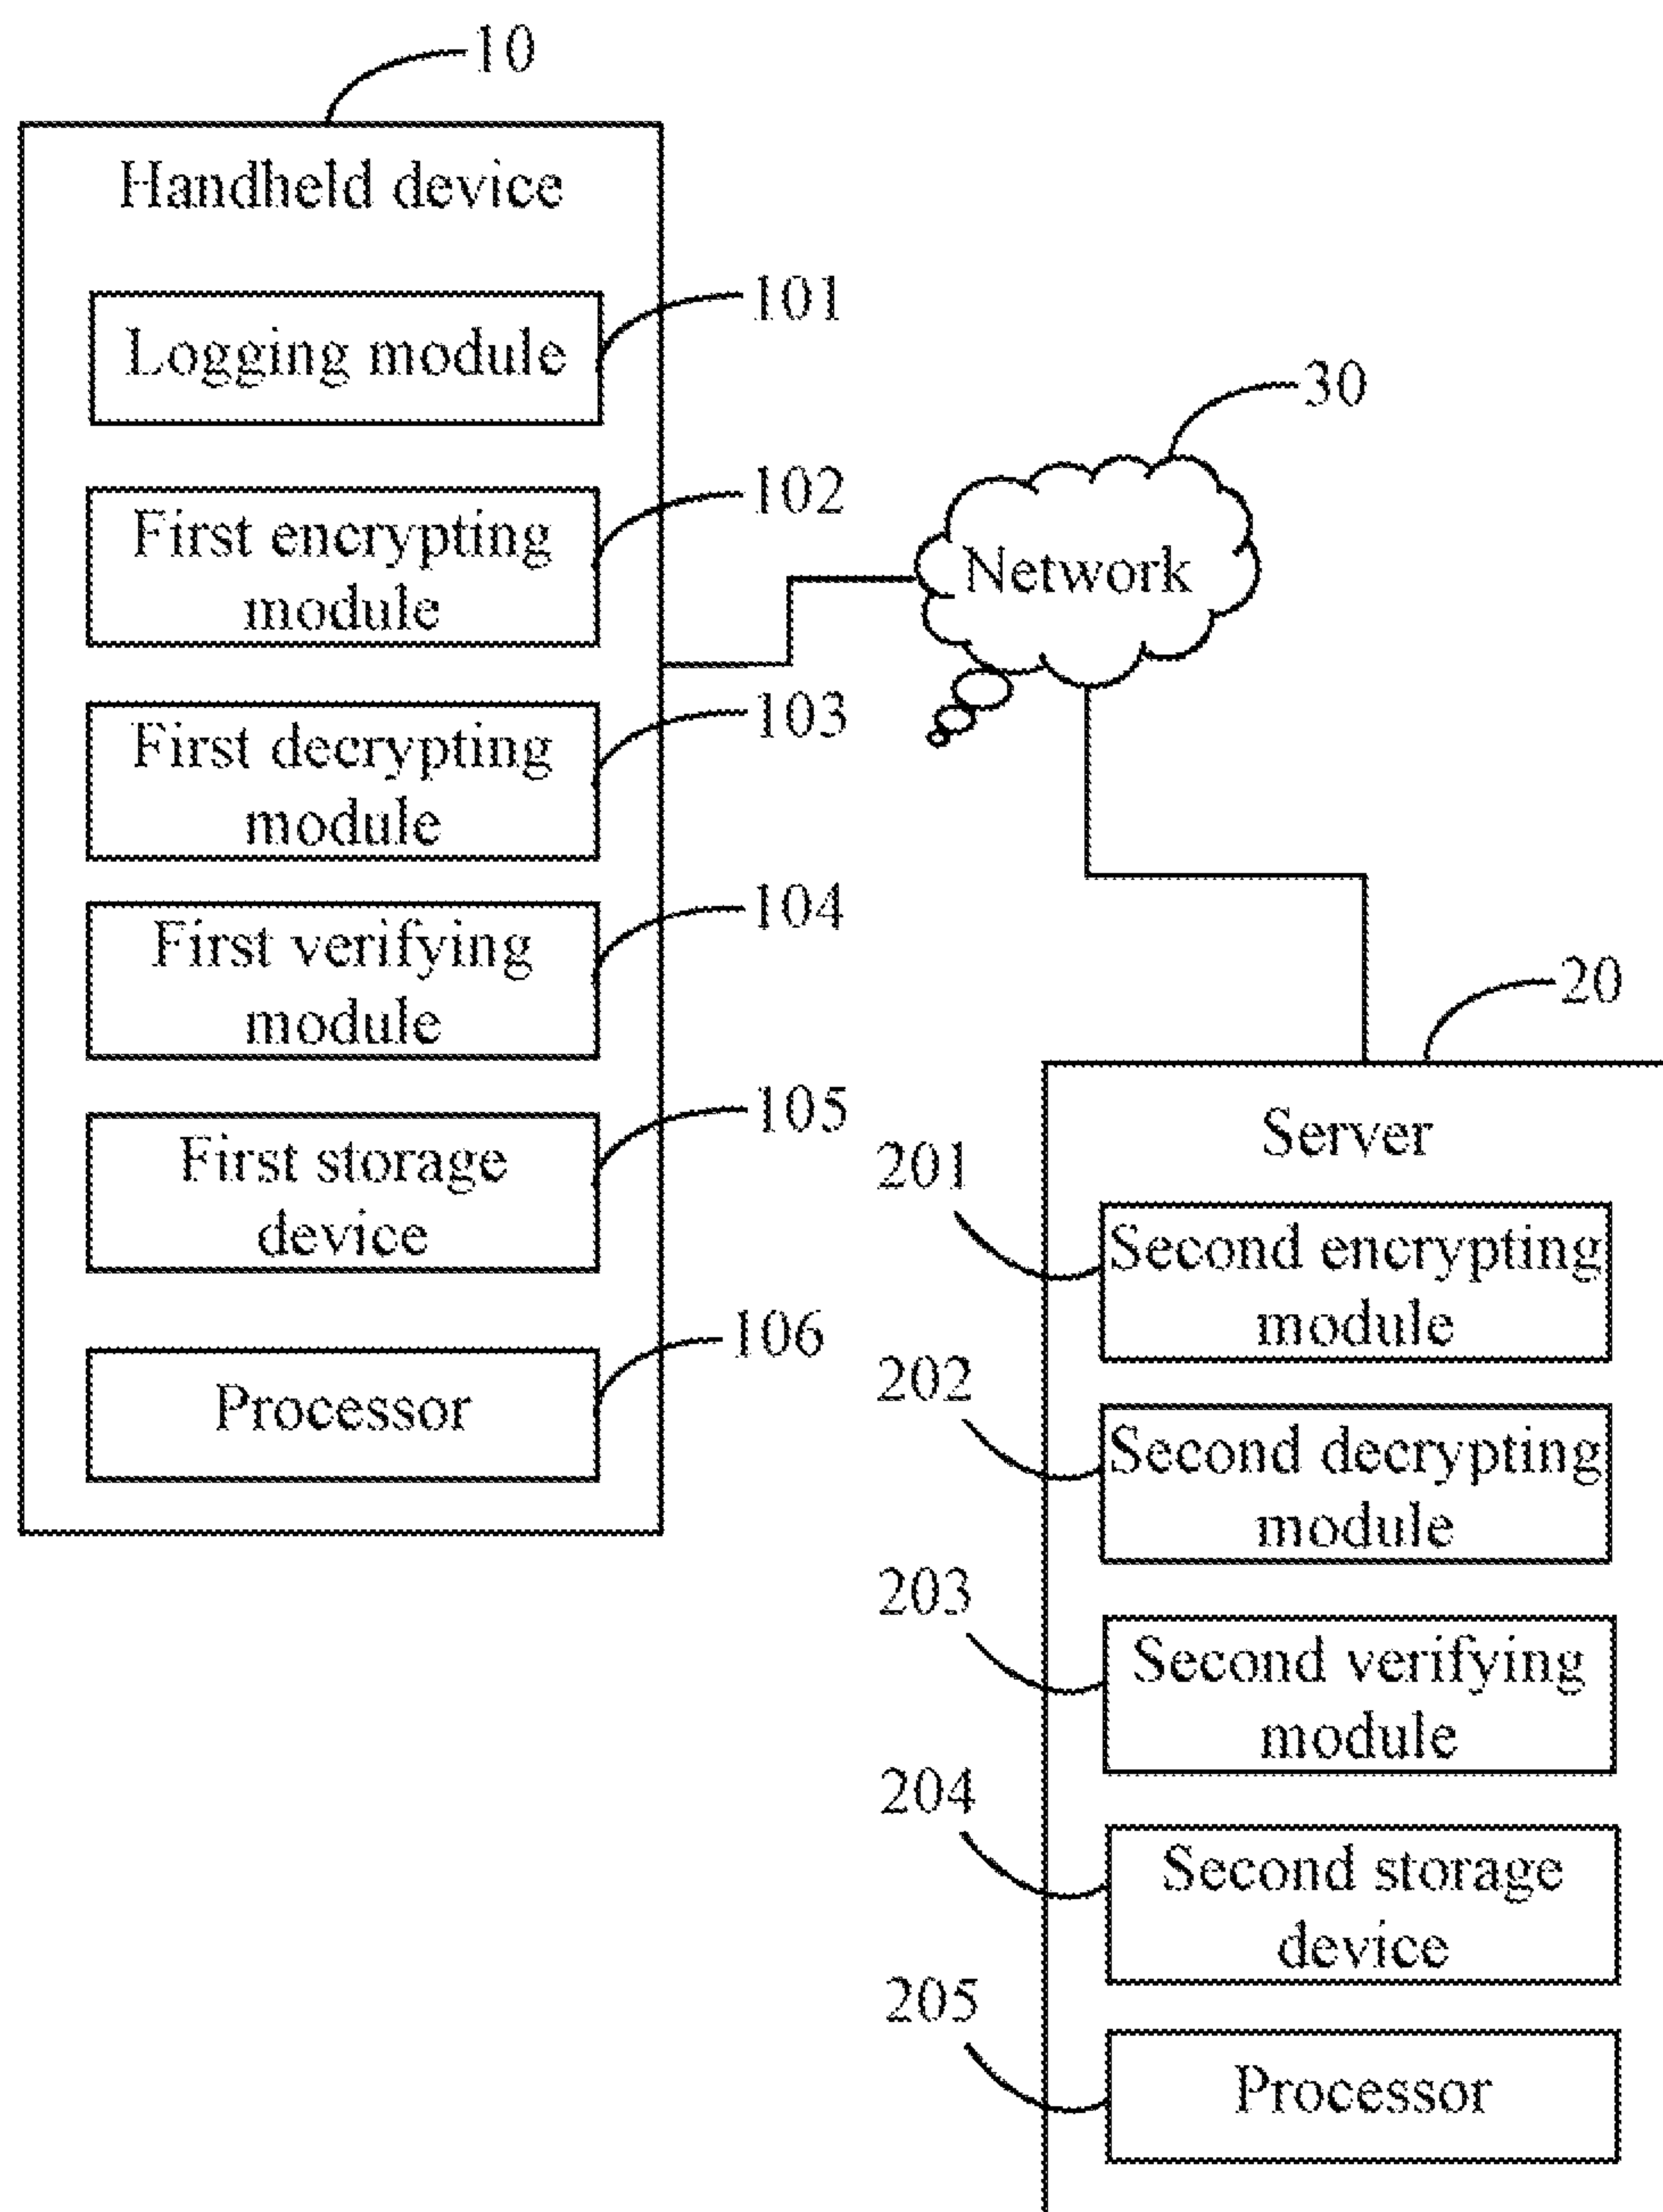 10
Handheld device
101
Logging module
102
First encrypting
module
103
First decrypting
module
104
First verifying
module
105
First storage
device
106
Processor
30
Network
20
Server
201
Second encrypting
module
202
Second decrypting
module
203
Second verifying
module
204
Second storage
device
205
Processor